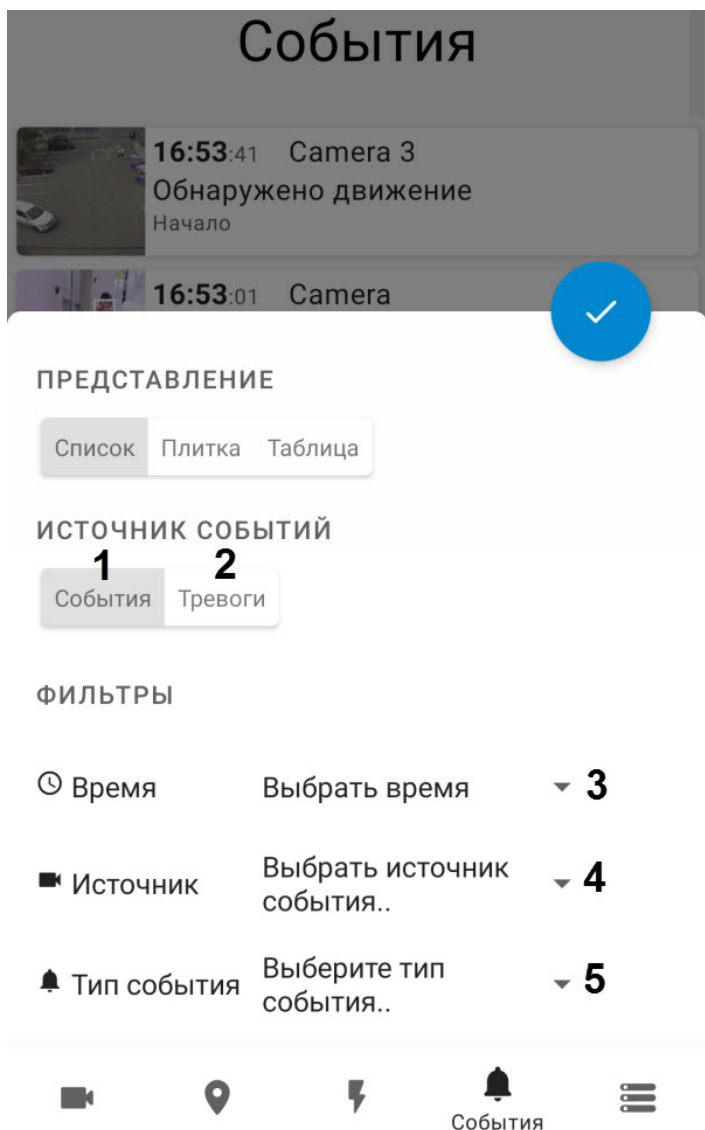 События
16:53:41 Camera 3
Обнаружено движение
Начало
16:53:01 Camera
ПРЕДСТАВЛЕНИЕ
Список Плитка Таблица
ИСТОЧНИК СОБЫТИЙ
1 2
События Тревоги
ФИЛЬТРЫ
Время Выбрать время 3
Источник Выбрать источник события.. 4
Тип события Выберите тип события.. 5
События